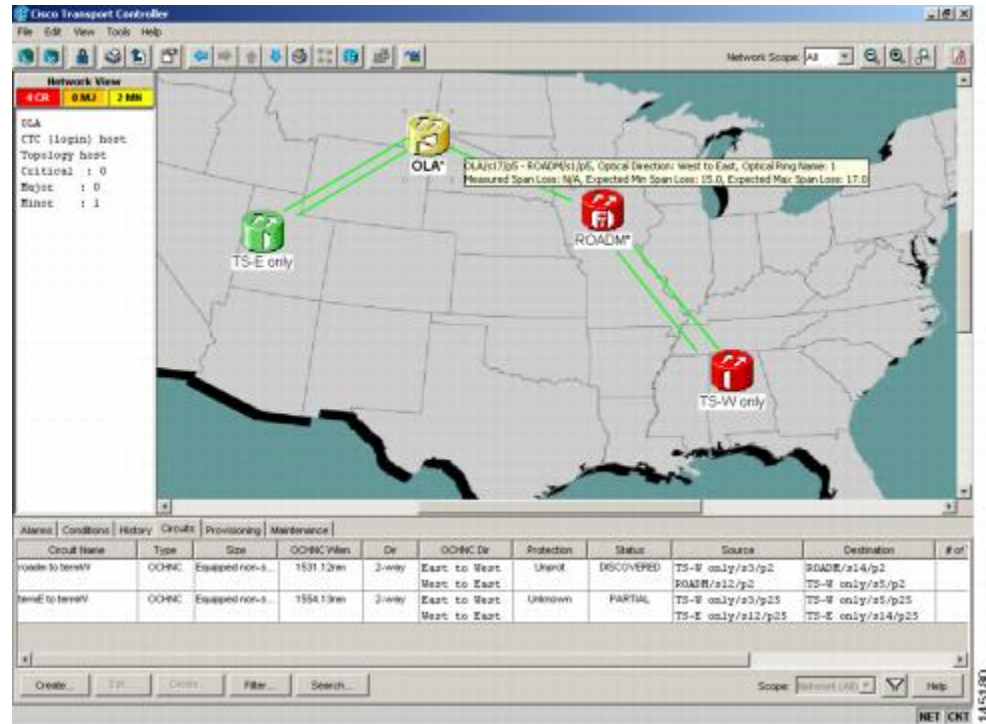 Cisco Transport Controller
File Edit View Tools Help
Network Scope: All
Network View
4 CR 0 MJ 2 MN
OLA
CTC (login) host
Topology host
Critical : 0
Major : 0
Minor : 1
OLA*
OLA/s17/p5 - ROADM/s1/p5, Optical Direction: West to East, Optical Ring Name: 1
Measured Span Loss: N/A, Expected Min Span Loss: 15.0, Expected Max Span Loss: 17.0
ROADM*
TS-E only
TS-W only
Alarms Conditions History Circuits Provisioning Maintenance
Circuit Name Type Size OCHNC Wlen Dir OCHNC Dir Protection Status Source Destination # of
roadm to termW OCHNC Equipped non-s... 1531.12nm 2-way East to West Unprot DISCOVERED TS-W only/s3/p2 ROADM/s14/p2
West to East ROADM/s12/p2 TS-W only/s5/p2
termE to termW OCHNC Equipped non-s... 1554.13nm 2-way East to West Unknown PARTIAL TS-W only/s3/p25 TS-W only/s5/p25
West to East TS-E only/s12/p25 TS-E only/s14/p25
Create... Edit... Delete... Filter... Search... Scope: Network (All) Help
NET CKT
145180